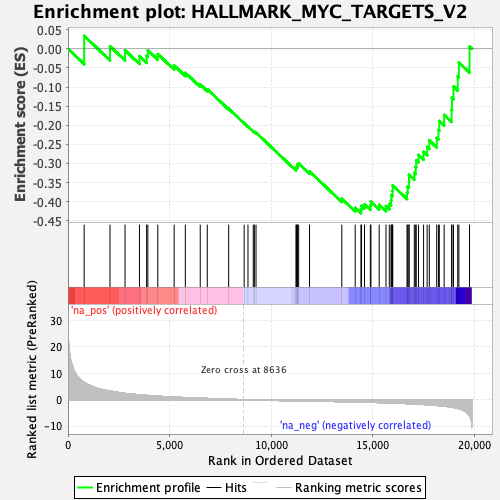 Enrichment plot: HALLMARK_MYC_TARGETS_V2
Enrichment score (ES)
0.05
0.00
-0.05
-0.10
-0.15
-0.20
-0.25
-0.30
-0.35
-0.40
-0.45
'na_pos' (positively correlated)
Ranked list metric (PreRanked)
30
20
10
0
-10
Zero cross at 8636
'na_neg' (negatively correlated)
0
5,000
10,000
15,000
20,000
Rank in Ordered Dataset
Enrichment profile
Hits
Ranking metric scores